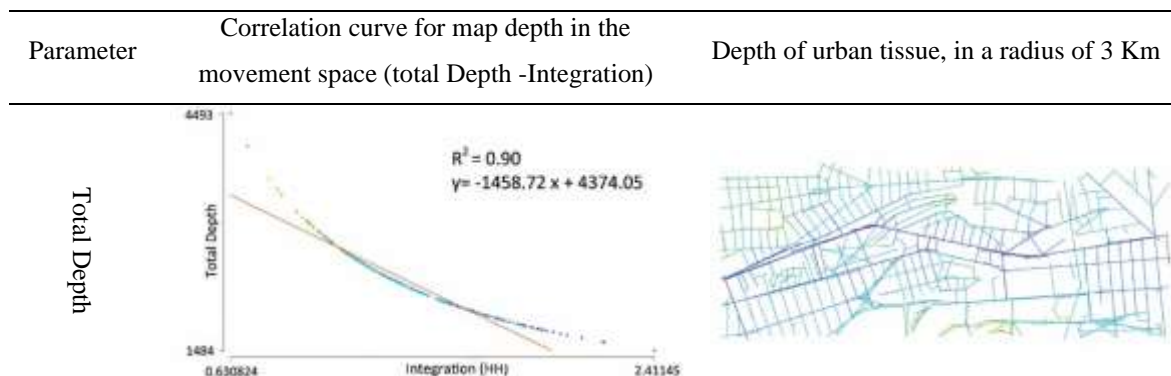 Parameter
Correlation curve for map depth in the
movement space (total Depth -Integration)
Depth of urban tissue, in a radius of 3 Km
Total Depth
4493
R² = 0.90
y= -1458.72 x + 4374.05
Total Depth
1484
0.630824
Integration (HH)
2.41145